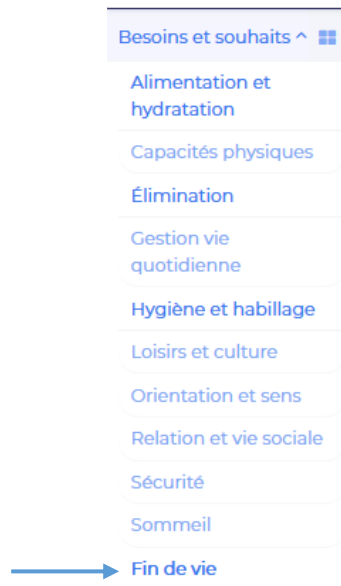 Besoins et souhaits
Alimentation et
hydratation
Capacités physiques
Élimination
Gestion vie
quotidienne
Hygiène et habillage
Loisirs et culture
Orientation et sens
Relation et vie sociale
Sécurité
Sommeil
Fin de vie